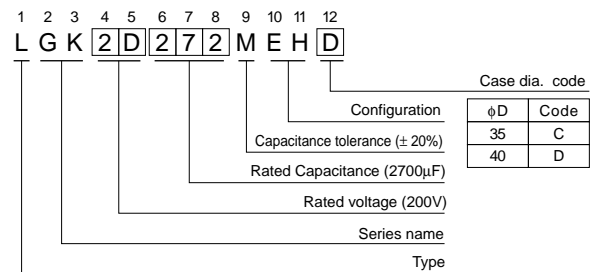 1 2 3 4 5 6 7 8 9 10 11 12
L G K 2 D 2 7 2 M E H D
Case dia. code
Configuration
ϕD Code
Capacitance tolerance (± 20%)
35 C
40 D
Rated Capacitance (2700µF)
Rated voltage (200V)
Series name
Type